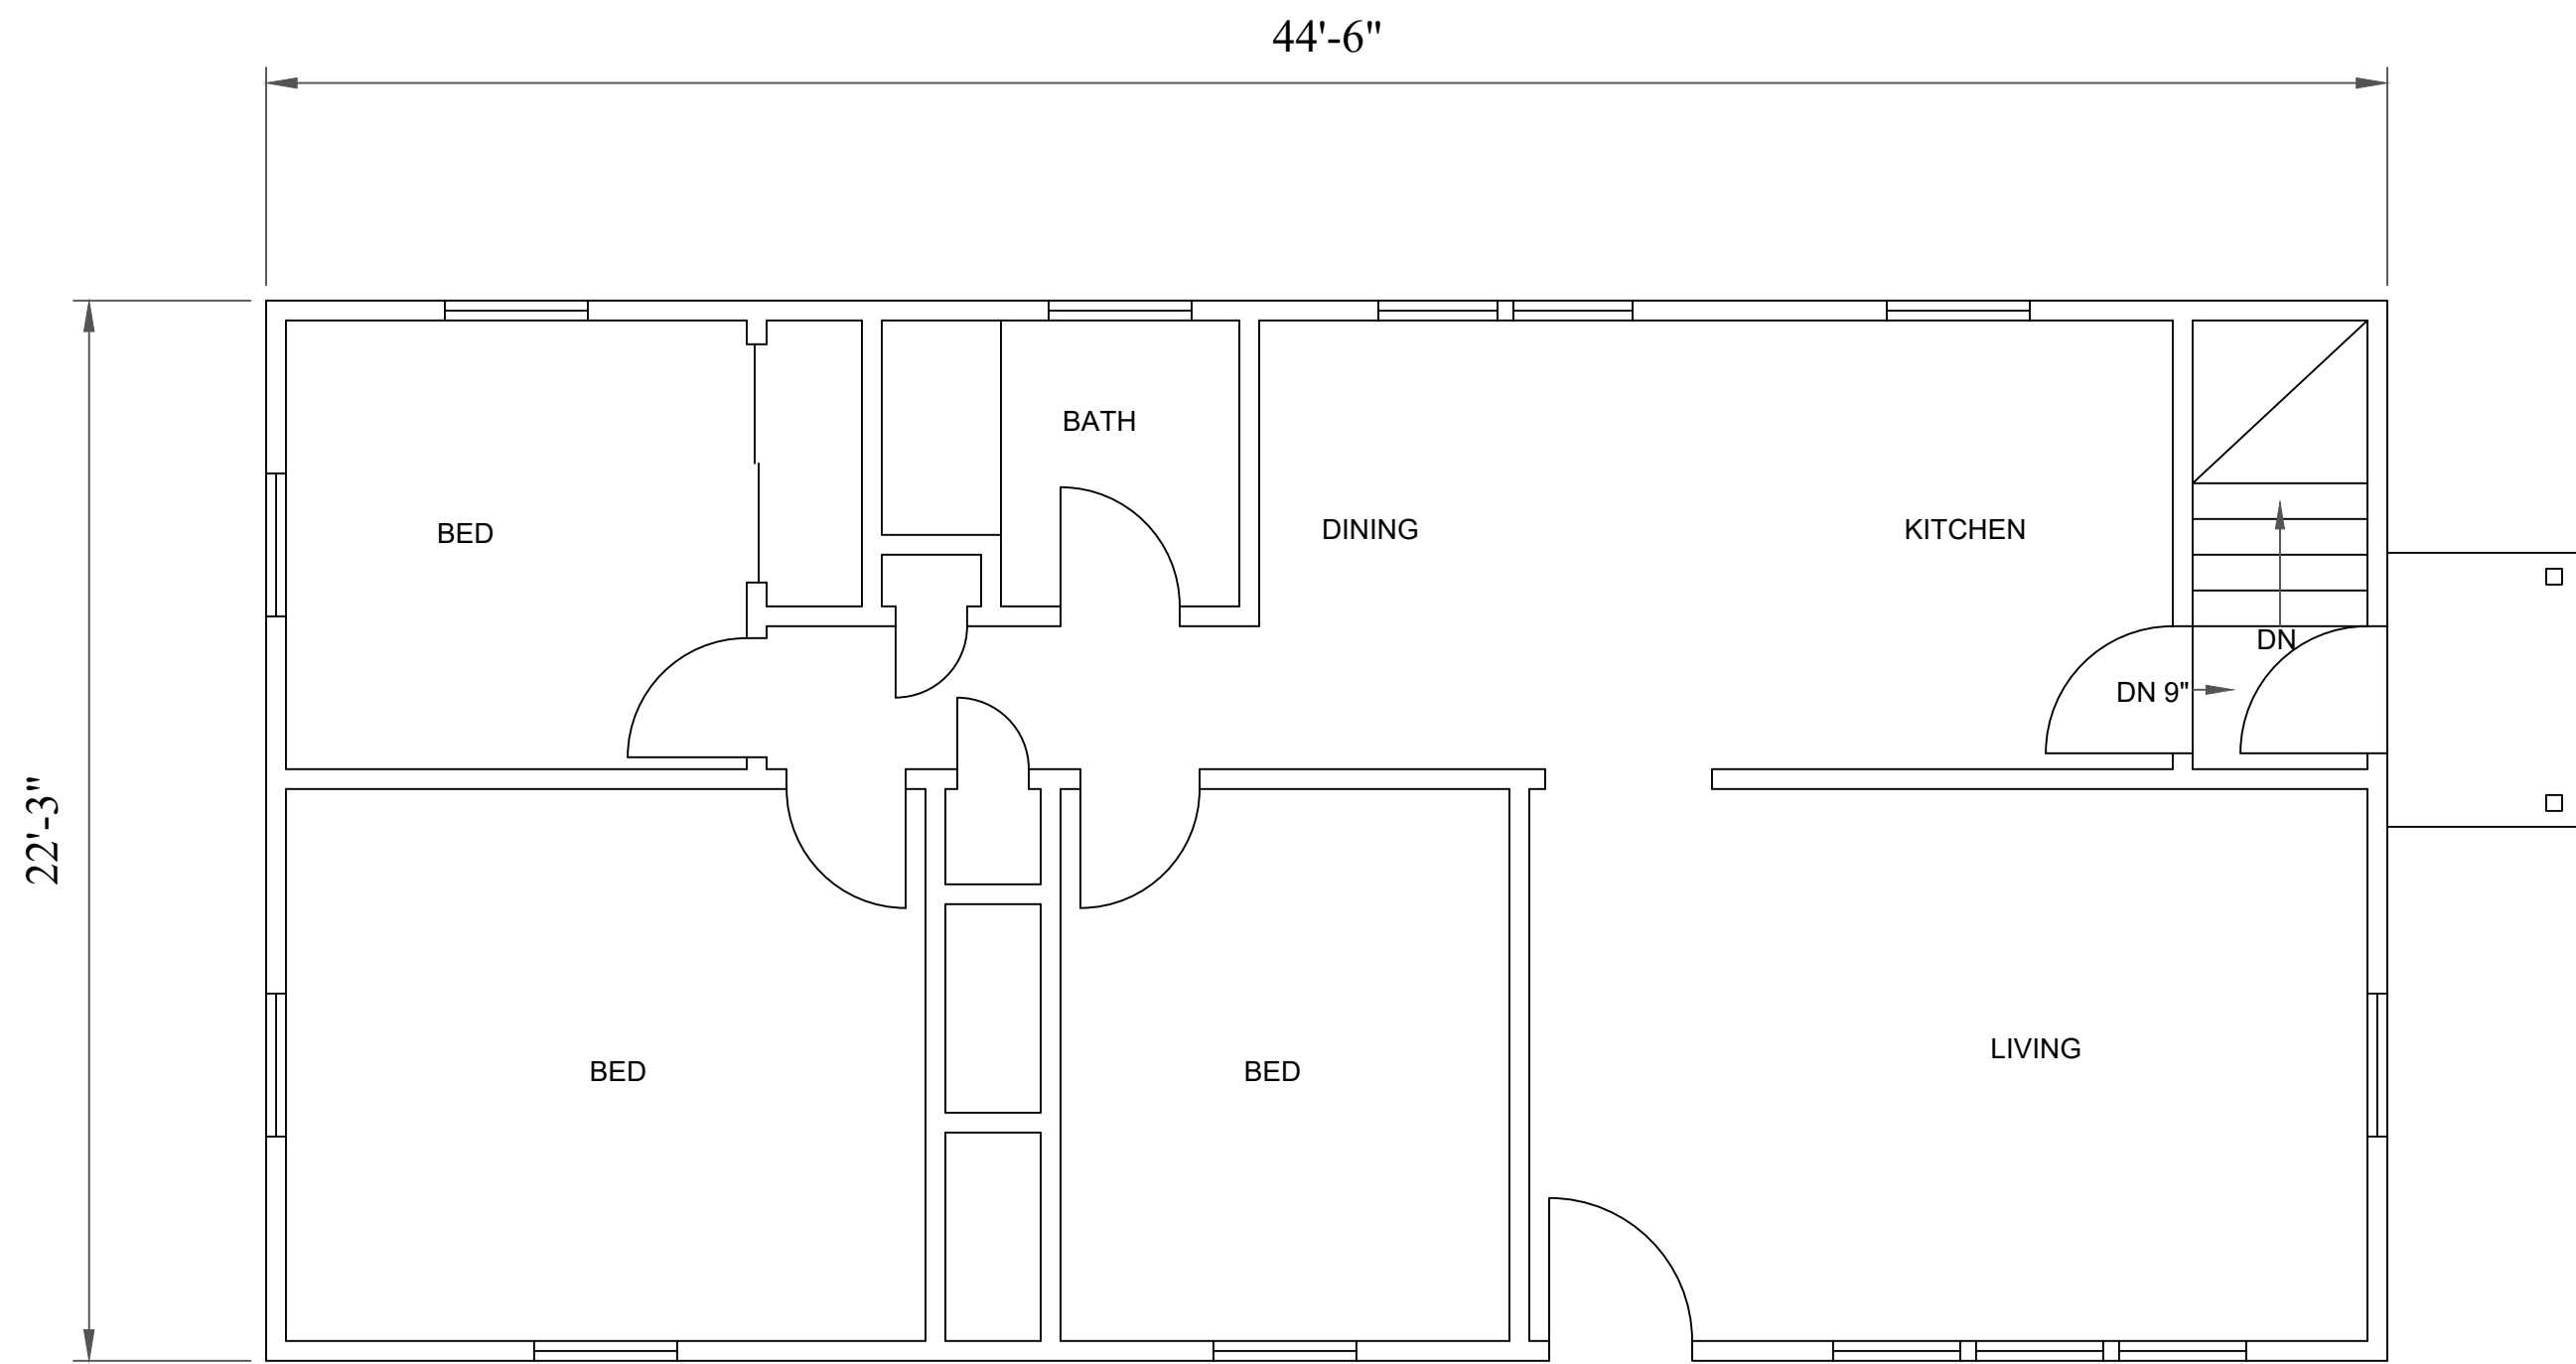 44'-6"
22'-3"
BATH
BED
DINING
KITCHEN
DN
DN 9"
BED
BED
LIVING